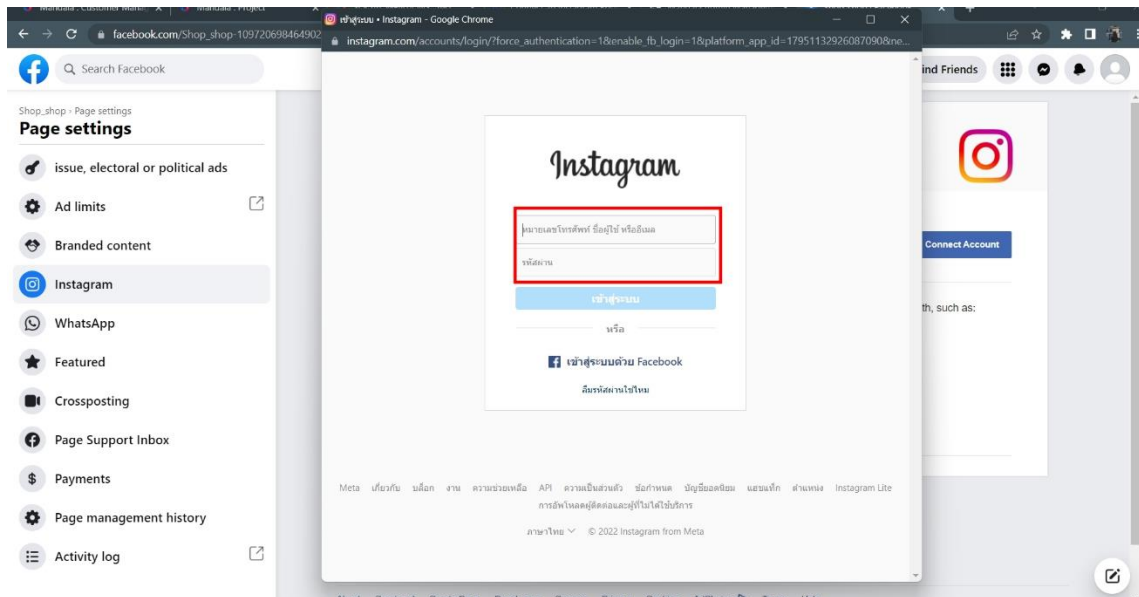 Mandala : Project
เข้าสู่ระบบ • Instagram - Google Chrome
facebook.com/Shop_shop-109720698464902
instagram.com/accounts/login/?force_authentication=1&enable_fb_login=1&platform_app_id=17951132926087090&ne...
Search Facebook
ind Friends
Shop_shop › Page settings
Page settings
issue, electoral or political ads
Ad limits
Branded content
Instagram
WhatsApp
Featured
Crossposting
Page Support Inbox
$ Payments
Page management history
Activity log
Instagram
หมายเลขโทรศัพท์ ชื่อผู้ใช้ หรืออีเมล
รหัสผ่าน
เข้าสู่ระบบ
หรือ
เข้าสู่ระบบด้วย Facebook
ลืมรหัสผ่านใช่ไหม
Meta เกี่ยวกับ บล็อก งาน ความช่วยเหลือ API ความเป็นส่วนตัว ข้อกำหนด บัญชียอดนิยม แฮชแท็ก ตำแหน่ง Instagram Lite
การอัพโหลดผู้ติดต่อและผู้ที่ไม่ได้ใช้บริการ
ภาษาไทย © 2022 Instagram from Meta
Connect Account
th, such as: